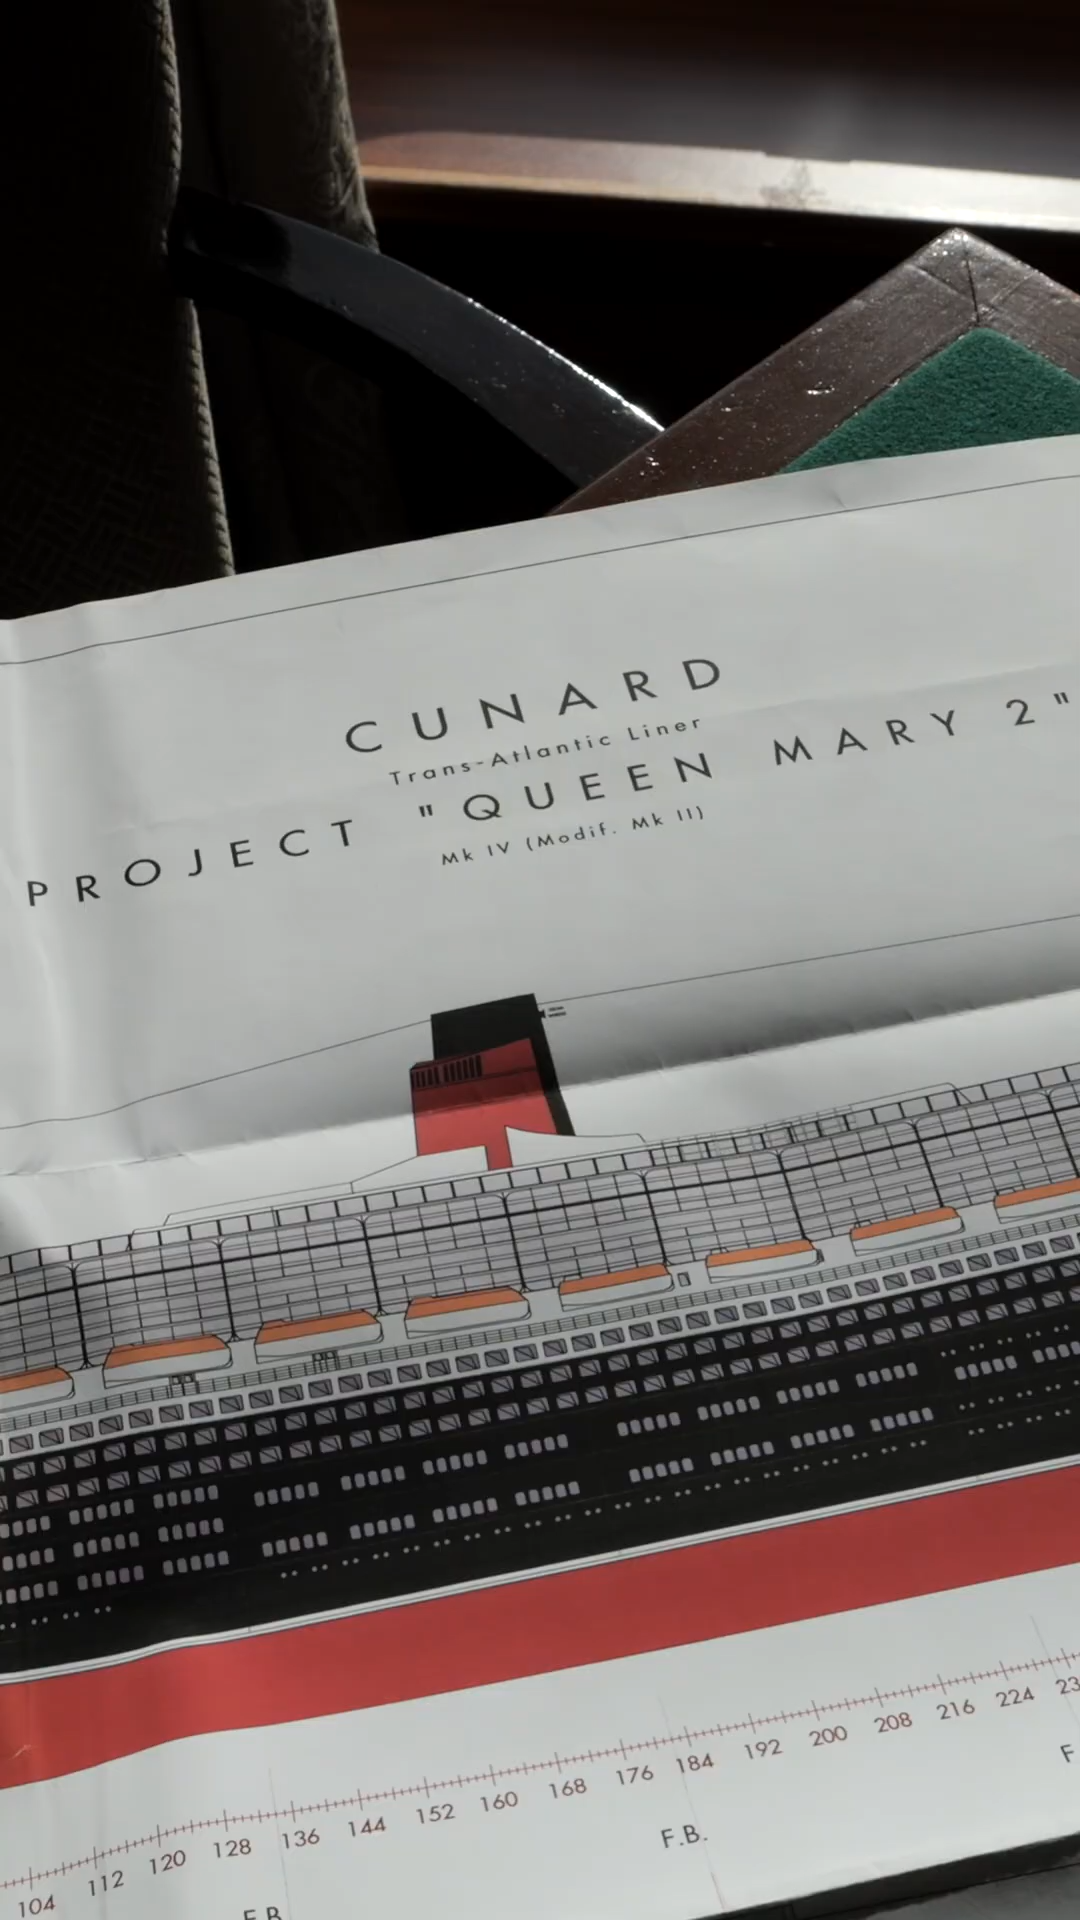 CUNARD
Trans-Atlantic Liner
PROJECT "QUEEN MARY 2"
Mk IV (Modif. Mk II)
104 112 120 128 136 144 152 160 168 176 184 192 200 208 216 224
F.B.